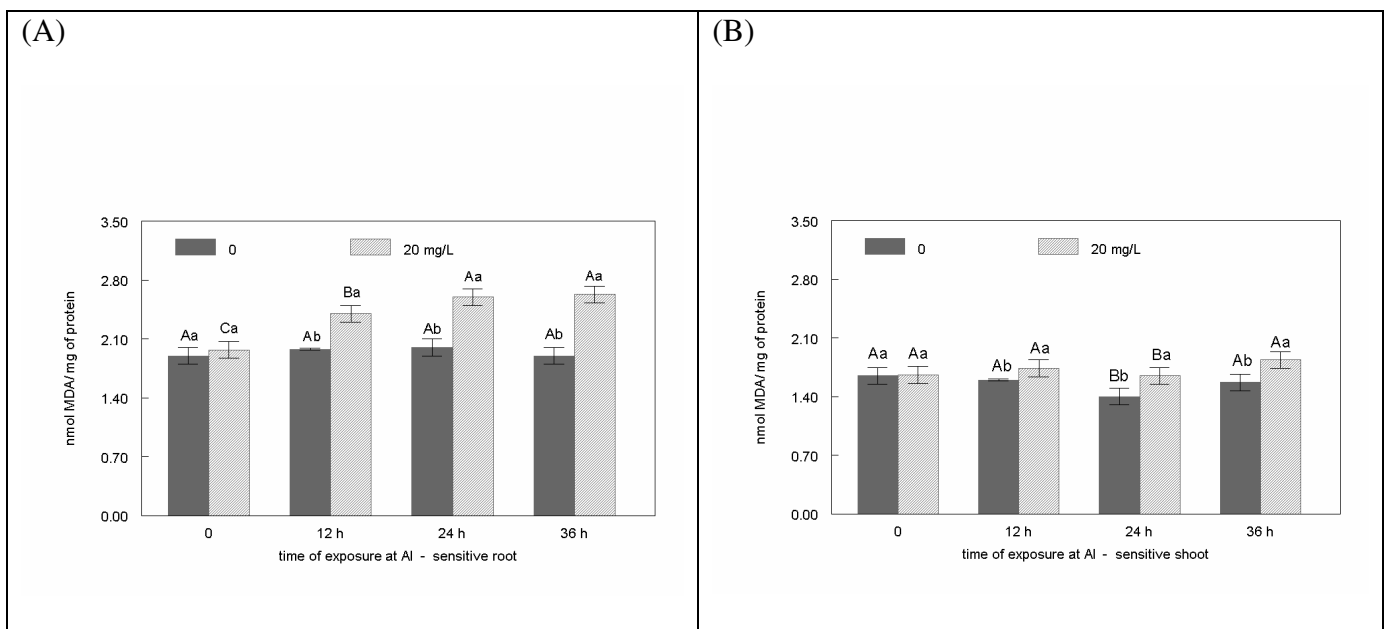 (A)
3.50
0
20 mg/L
2.80
Aa
Aa
Ba
2.10
Aa
Ca
Ab
Ab
Ab
1.40
0.70
0.00
nmol MDA/ mg of protein
0
12 h
24 h
36 h
time of exposure at Al - sensitive root
(B)
3.50
0
20 mg/L
2.80
2.10
Aa
Aa
Ab
Aa
Bb
Ba
Ab
Aa
1.40
0.70
0.00
nmol MDA/ mg of protein
0
12 h
24 h
36 h
time of exposure at Al - sensitive shoot